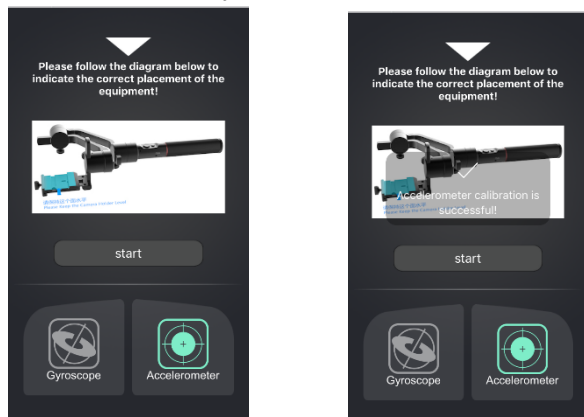 Please follow the diagram below to
indicate the correct placement of the
equipment!
Please Keep the Camera Holder Level
start
Gyroscope
Accelerometer
Please follow the diagram below to
indicate the correct placement of the
equipment!
Accelerometer calibration is
successful!
start
Gyroscope
Accelerometer